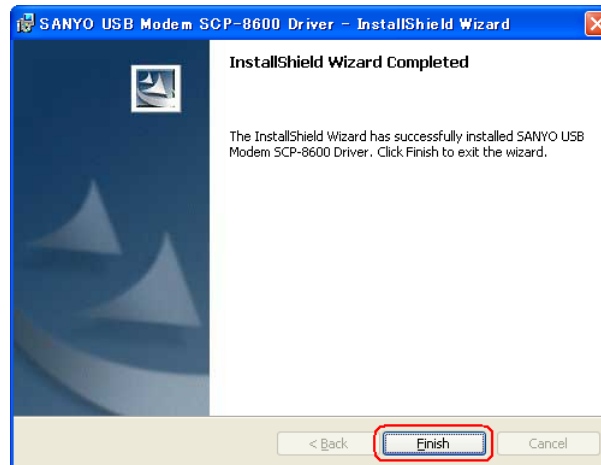 SANYO USB Modem SCP-8600 Driver - InstallShield Wizard
InstallShield Wizard Completed
The InstallShield Wizard has successfully installed SANYO USB
Modem SCP-8600 Driver. Click Finish to exit the wizard.
< Back Finish Cancel